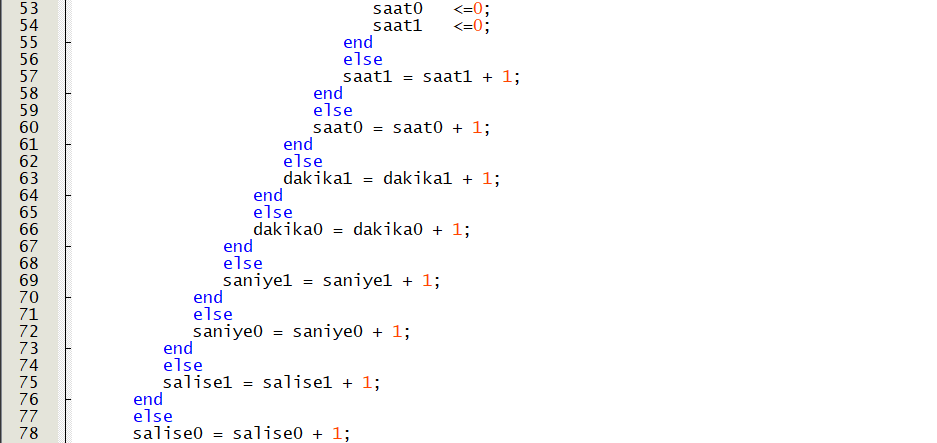 53 saat0 <=0;
54 saat1 <=0;
55 end
56 else
57 saat1 = saat1 + 1;
58 end
59 else
60 saat0 = saat0 + 1;
61 end
62 else
63 dakika1 = dakika1 + 1;
64 end
65 else
66 dakika0 = dakika0 + 1;
67 end
68 else
69 saniye1 = saniye1 + 1;
70 end
71 else
72 saniye0 = saniye0 + 1;
73 end
74 else
75 salise1 = salise1 + 1;
76 end
77 else
78 salise0 = salise0 + 1;